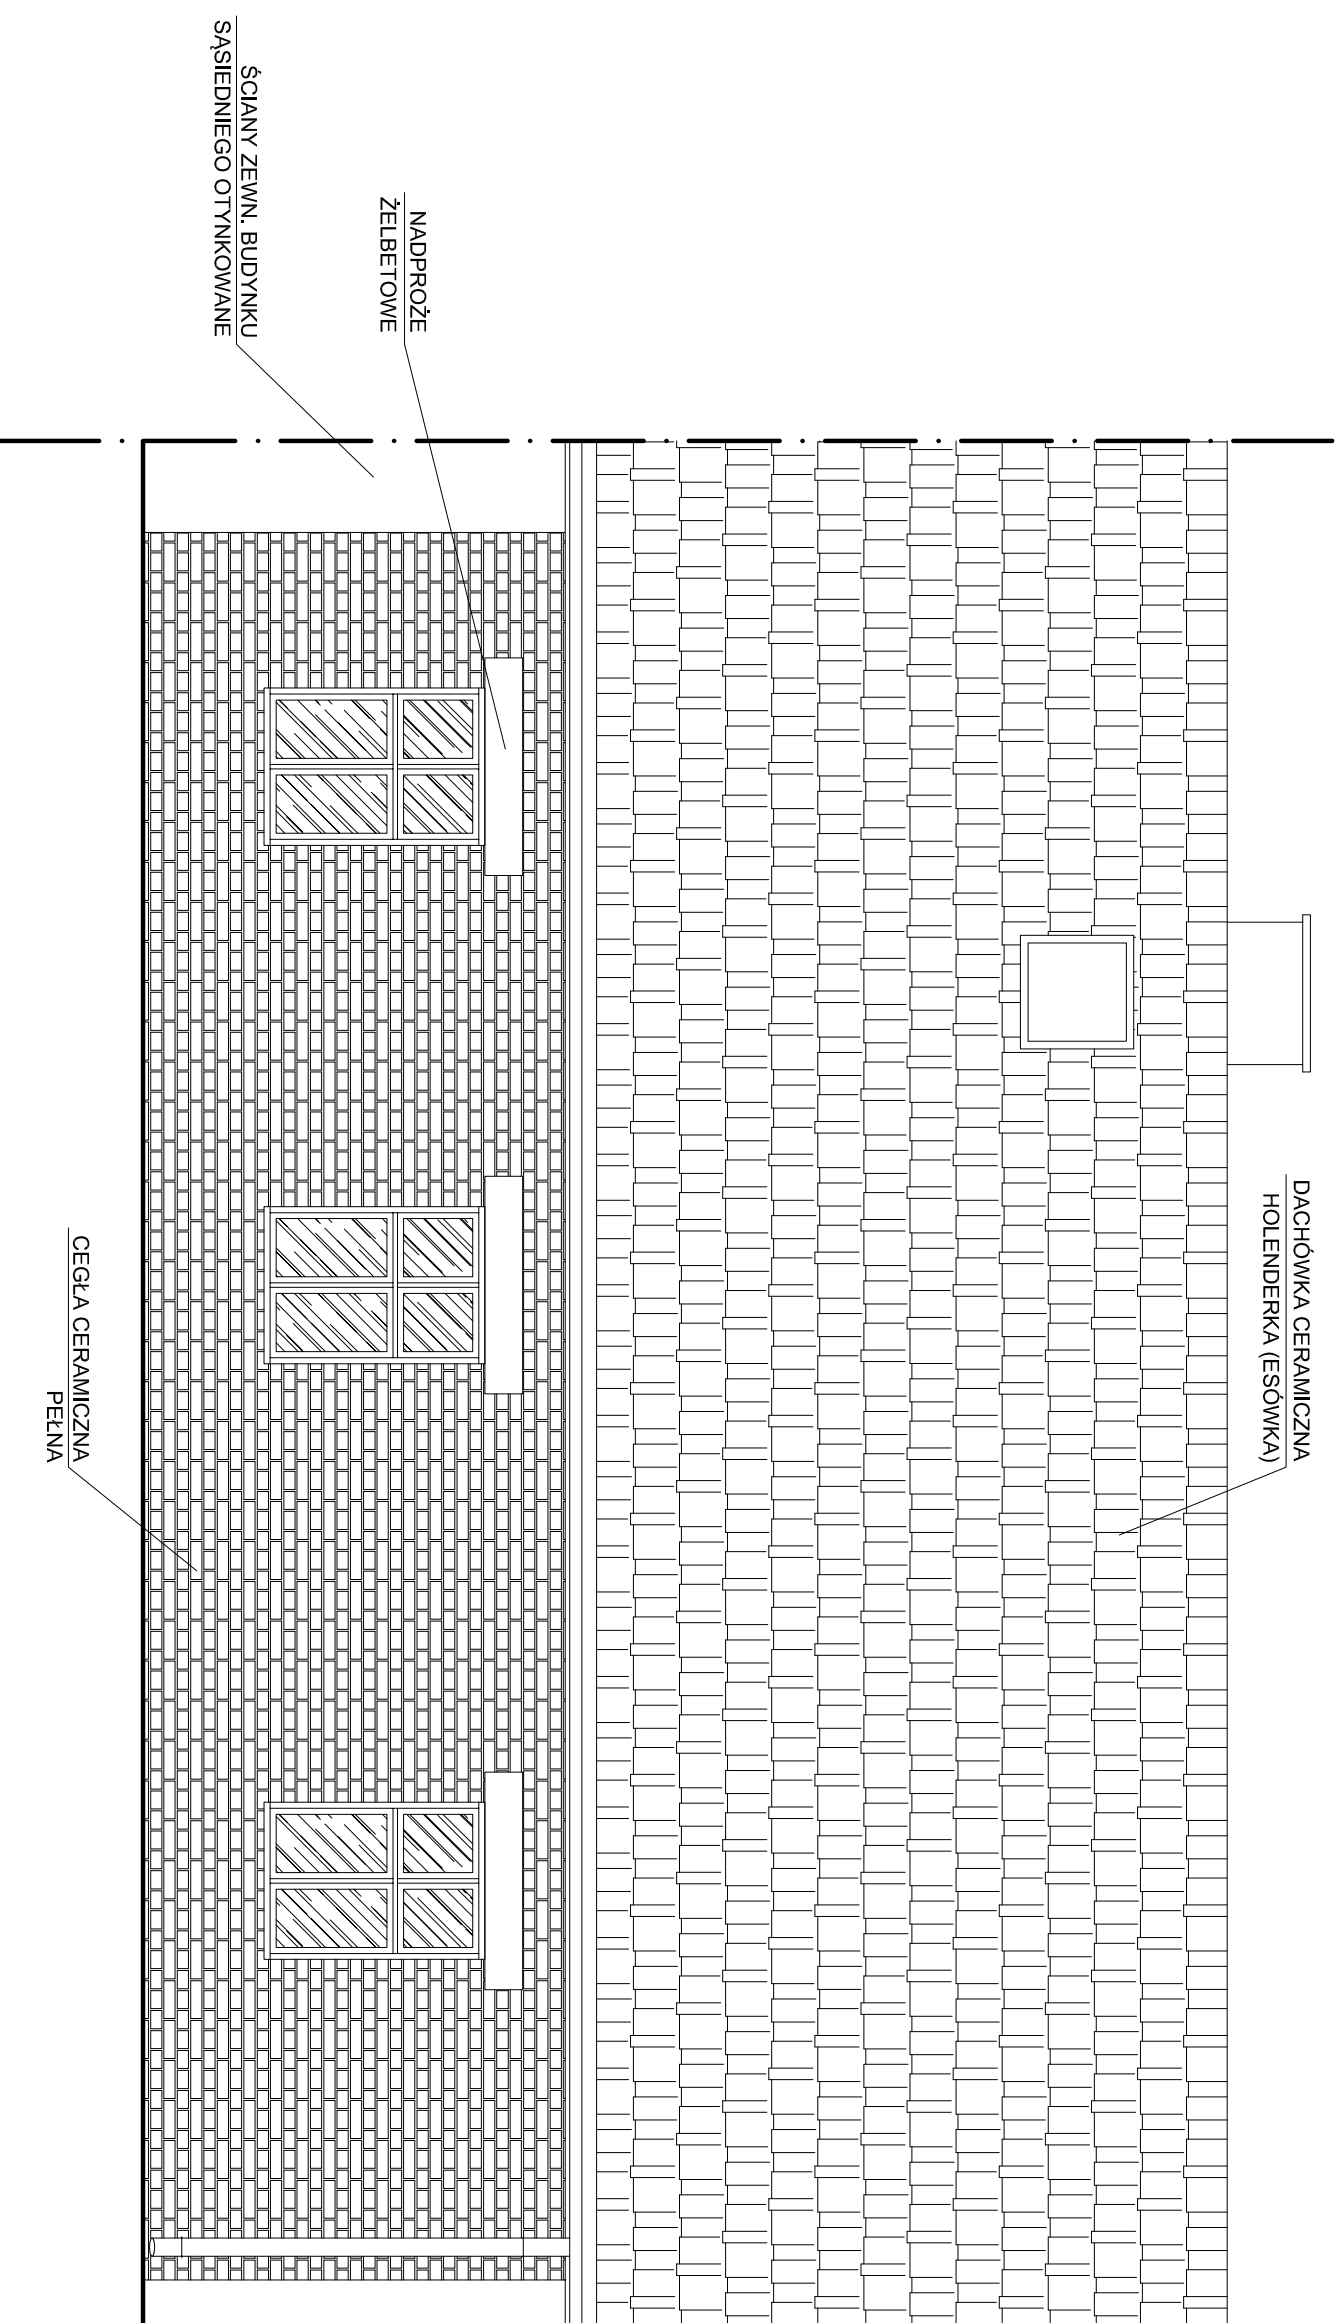 DACHÓWKA CERAMICZNA
HOLENDERKA (ESÓWKA)
NADPROŻE
ŻELBETOWE
ŚCIANY ZEWN. BUDYNKU
SĄSIEDNIEGO OTYNKOWANE
CEGŁA CERAMICZNA
PEŁNA